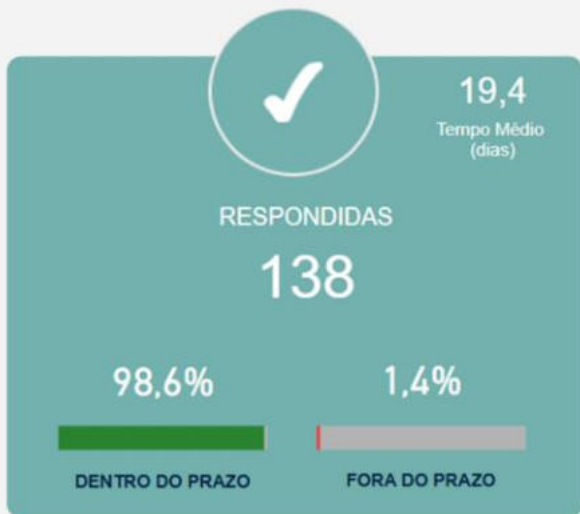 19,4
Tempo Médio
(dias)
RESPONDIDAS
138
98,6%
1,4%
DENTRO DO PRAZO
FORA DO PRAZO